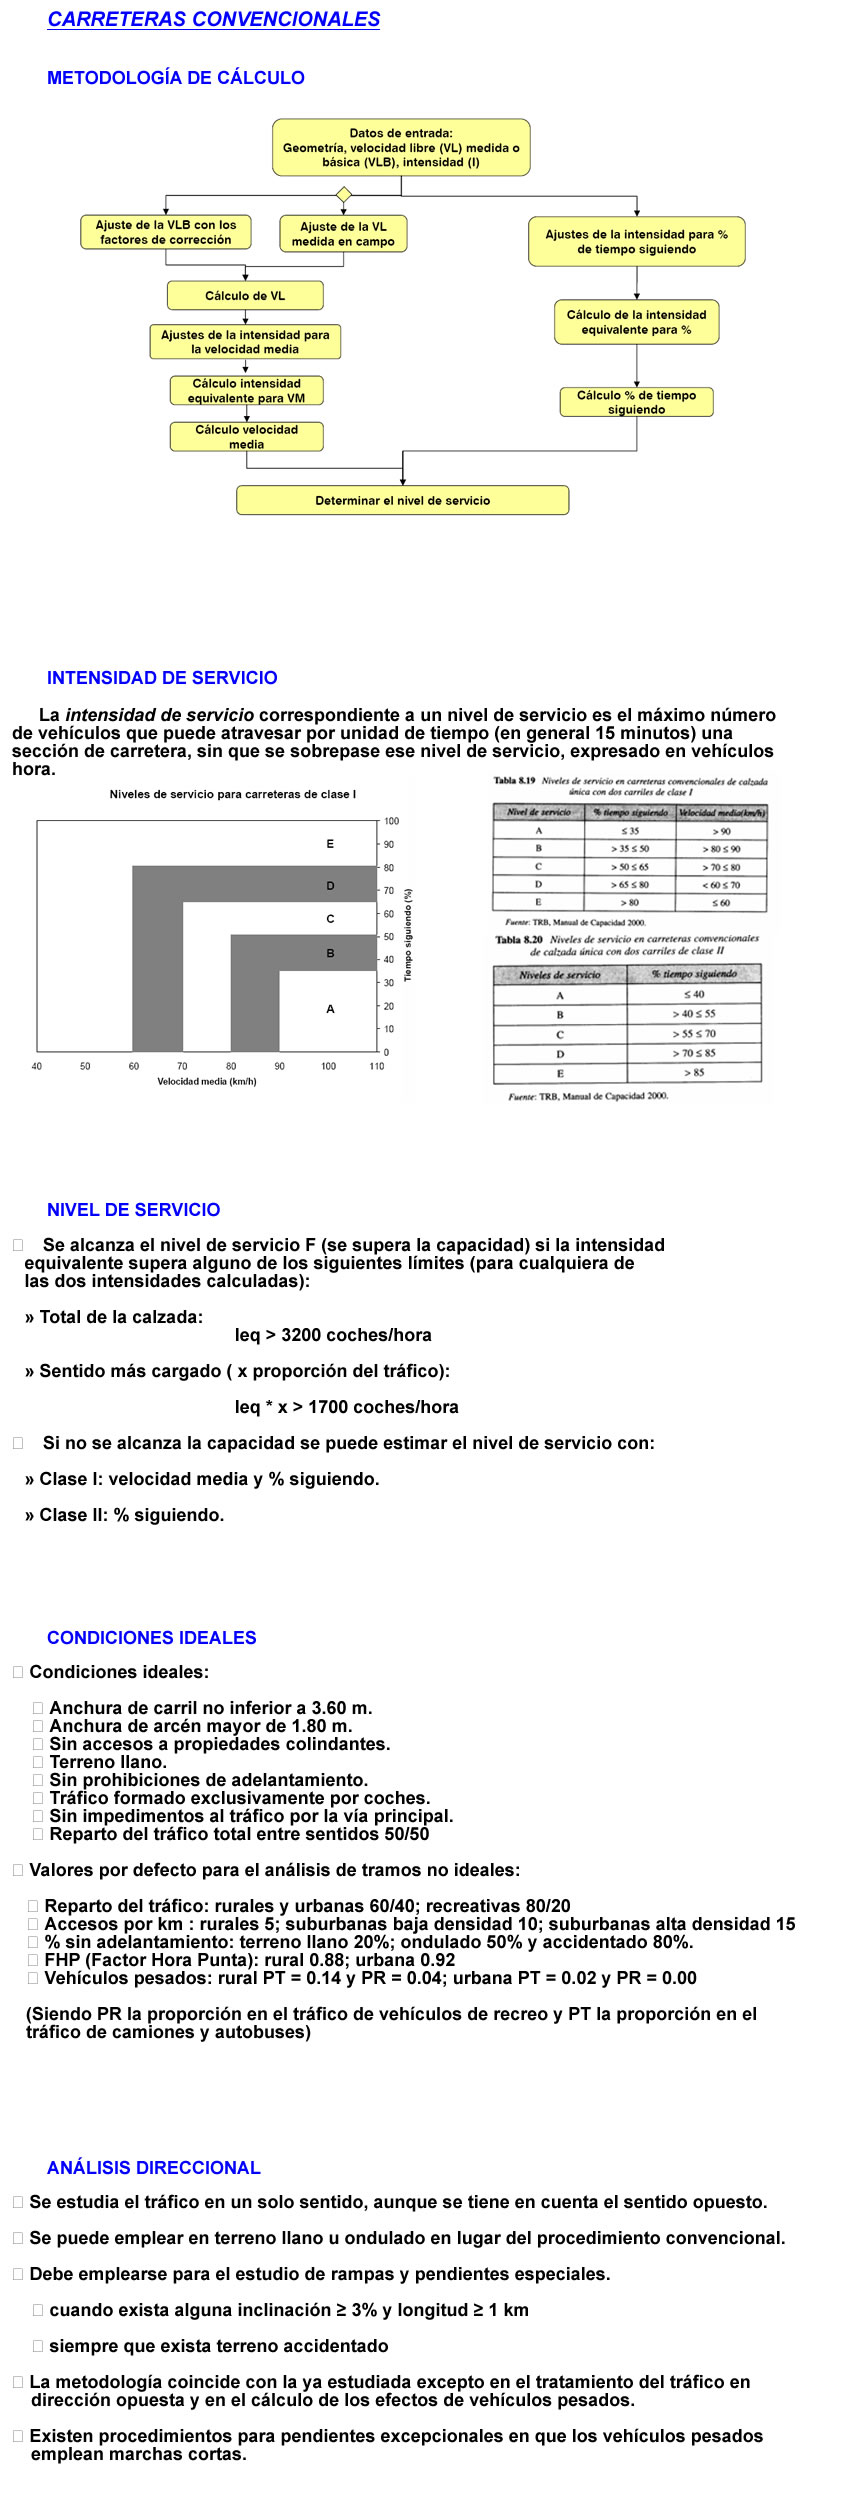 CARRETERAS CONVENCIONALES
METODOLOGÍA DE CÁLCULO
Datos de entrada:
Geometría, velocidad libre (VL) medida o
básica (VLB), intensidad (I)
Ajuste de la VLB con los
factores de corrección
Ajuste de la VL
medida en campo
Ajustes de la intensidad para %
de tiempo siguiendo
Cálculo de VL
Ajustes de la intensidad para
la velocidad media
Cálculo de la intensidad
equivalente para %
Cálculo intensidad
equivalente para VM
Cálculo % de tiempo
siguiendo
Cálculo velocidad
media
Determinar el nivel de servicio
INTENSIDAD DE SERVICIO
La intensidad de servicio correspondiente a un nivel de servicio es el máximo número
de vehículos que puede atravesar por unidad de tiempo (en general 15 minutos) una
sección de carretera, sin que se sobrepase ese nivel de servicio, expresado en vehículos
hora.
Niveles de servicio para carreteras de clase I
E
D
C
B
A
100
90
80
70
60
50
40
30
20
10
0
Tiempo siguiendo (%)
40 50 60 70 80 90 100 110
Velocidad media (km/h)
Tabla 8.19 Niveles de servicio en carreteras convencionales de calzada
única con dos carriles de clase I
Nivel de servicio % tiempo siguiendo Velocidad media(km/h)
A ≤ 35 > 90
B > 35 ≤ 50 > 80 ≤ 90
C > 50 ≤ 65 > 70 ≤ 80
D > 65 ≤ 80 < 60 ≤ 70
E > 80 ≤ 60
Fuente: TRB, Manual de Capacidad 2000.
Tabla 8.20 Niveles de servicio en carreteras convencionales
de calzada única con dos carriles de clase II
Niveles de servicio % tiempo siguiendo
A ≤ 40
B > 40 ≤ 55
C > 55 ≤ 70
D > 70 ≤ 85
E > 85
Fuente: TRB, Manual de Capacidad 2000.
NIVEL DE SERVICIO
Se alcanza el nivel de servicio F (se supera la capacidad) si la intensidad
equivalente supera alguno de los siguientes límites (para cualquiera de
las dos intensidades calculadas):
» Total de la calzada:
Ieq > 3200 coches/hora
» Sentido más cargado ( x proporción del tráfico):
Ieq * x > 1700 coches/hora
Si no se alcanza la capacidad se puede estimar el nivel de servicio con:
» Clase I: velocidad media y % siguiendo.
» Clase II: % siguiendo.
CONDICIONES IDEALES
Condiciones ideales:
Anchura de carril no inferior a 3.60 m.
Anchura de arcén mayor de 1.80 m.
Sin accesos a propiedades colindantes.
Terreno llano.
Sin prohibiciones de adelantamiento.
Tráfico formado exclusivamente por coches.
Sin impedimentos al tráfico por la vía principal.
Reparto del tráfico total entre sentidos 50/50
Valores por defecto para el análisis de tramos no ideales:
Reparto del tráfico: rurales y urbanas 60/40; recreativas 80/20
Accesos por km : rurales 5; suburbanas baja densidad 10; suburbanas alta densidad 15
% sin adelantamiento: terreno llano 20%; ondulado 50% y accidentado 80%.
FHP (Factor Hora Punta): rural 0.88; urbana 0.92
Vehículos pesados: rural PT = 0.14 y PR = 0.04; urbana PT = 0.02 y PR = 0.00
(Siendo PR la proporción en el tráfico de vehículos de recreo y PT la proporción en el
tráfico de camiones y autobuses)
ANÁLISIS DIRECCIONAL
Se estudia el tráfico en un solo sentido, aunque se tiene en cuenta el sentido opuesto.
Se puede emplear en terreno llano u ondulado en lugar del procedimiento convencional.
Debe emplearse para el estudio de rampas y pendientes especiales.
cuando exista alguna inclinación ≥ 3% y longitud ≥ 1 km
siempre que exista terreno accidentado
La metodología coincide con la ya estudiada excepto en el tratamiento del tráfico en
dirección opuesta y en el cálculo de los efectos de vehículos pesados.
Existen procedimientos para pendientes excepcionales en que los vehículos pesados
emplean marchas cortas.